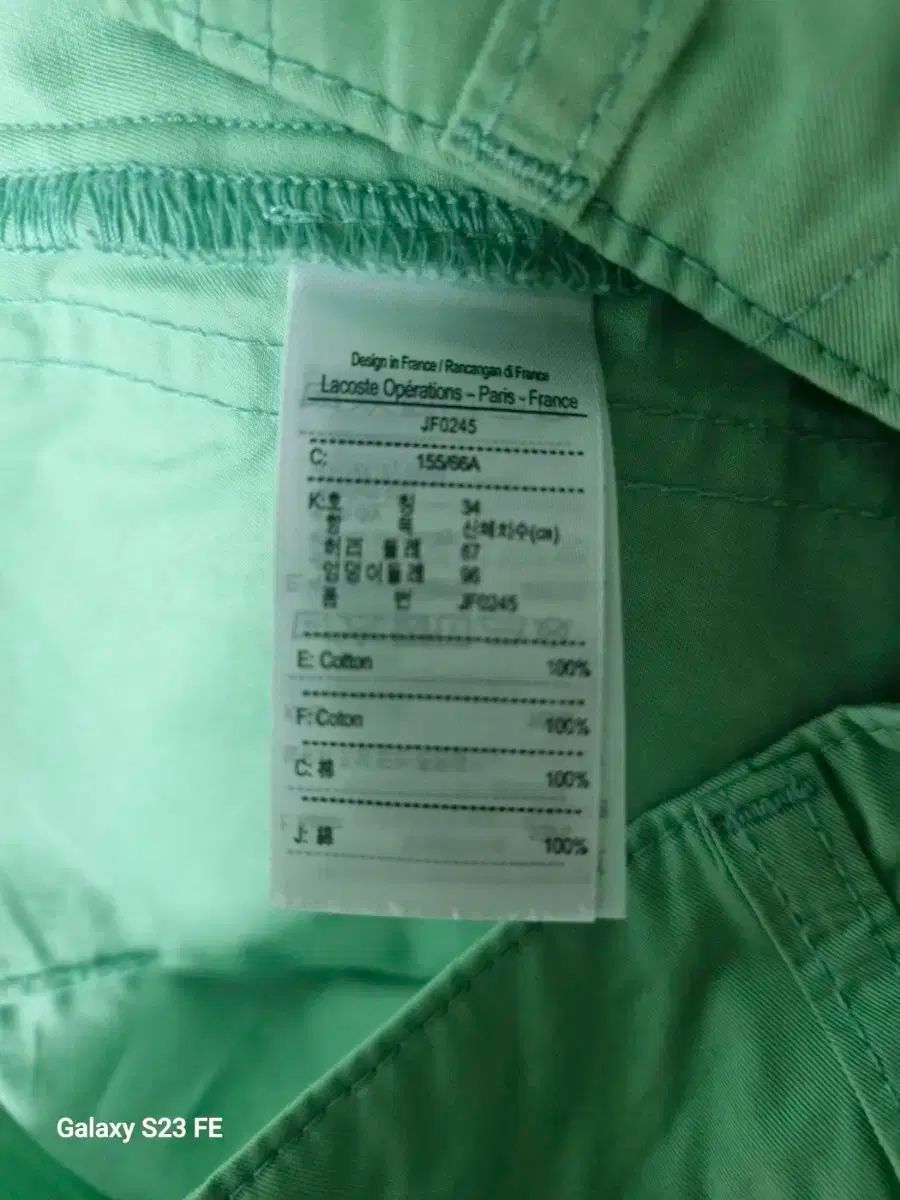 Design in France / Rancangan di France
Lacoste Opérations – Paris - France
JF0245
C: 155/66A
K: 호 칭 34
항 목 신체치수(㎝)
허리 둘레 67
엉덩이둘레 96
품 번 JF0245
E: Cotton 100%
F: Coton 100%
C: 棉 100%
J: 綿 100%
Galaxy S23 FE